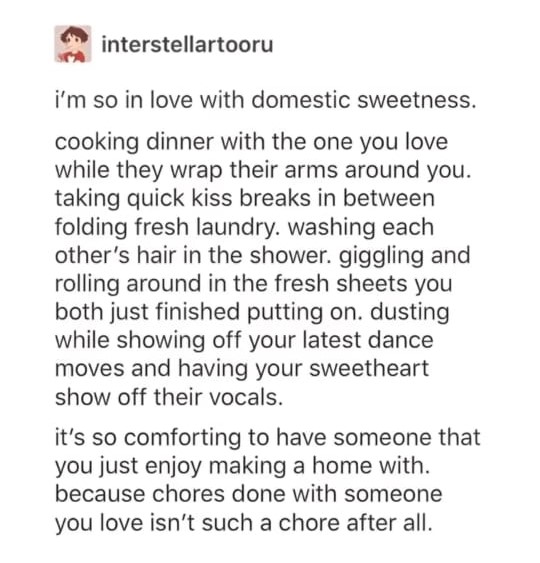 interstellartooru
i'm so in love with domestic sweetness.
cooking dinner with the one you love
while they wrap their arms around you.
taking quick kiss breaks in between
folding fresh laundry. washing each
other's hair in the shower. giggling and
rolling around in the fresh sheets you
both just finished putting on. dusting
while showing off your latest dance
moves and having your sweetheart
show off their vocals.
it's so comforting to have someone that
you just enjoy making a home with.
because chores done with someone
you love isn't such a chore after all.